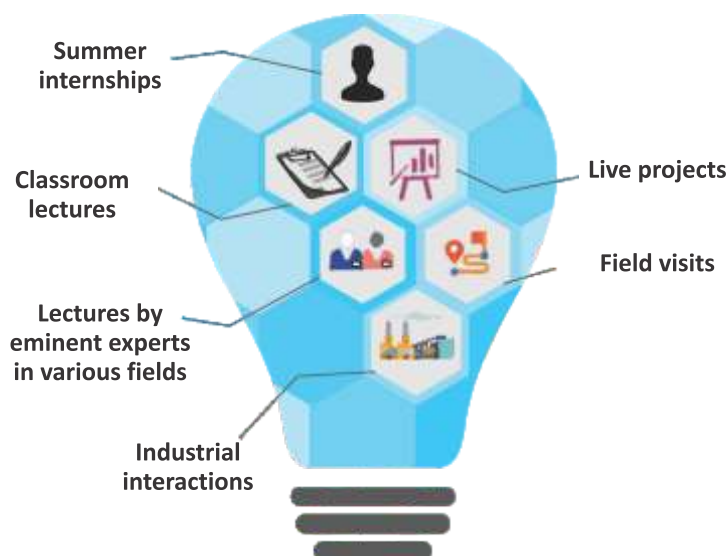 Summer
internships
Classroom
lectures
Live projects
Field visits
Lectures by
eminent experts
in various fields
Industrial
interactions